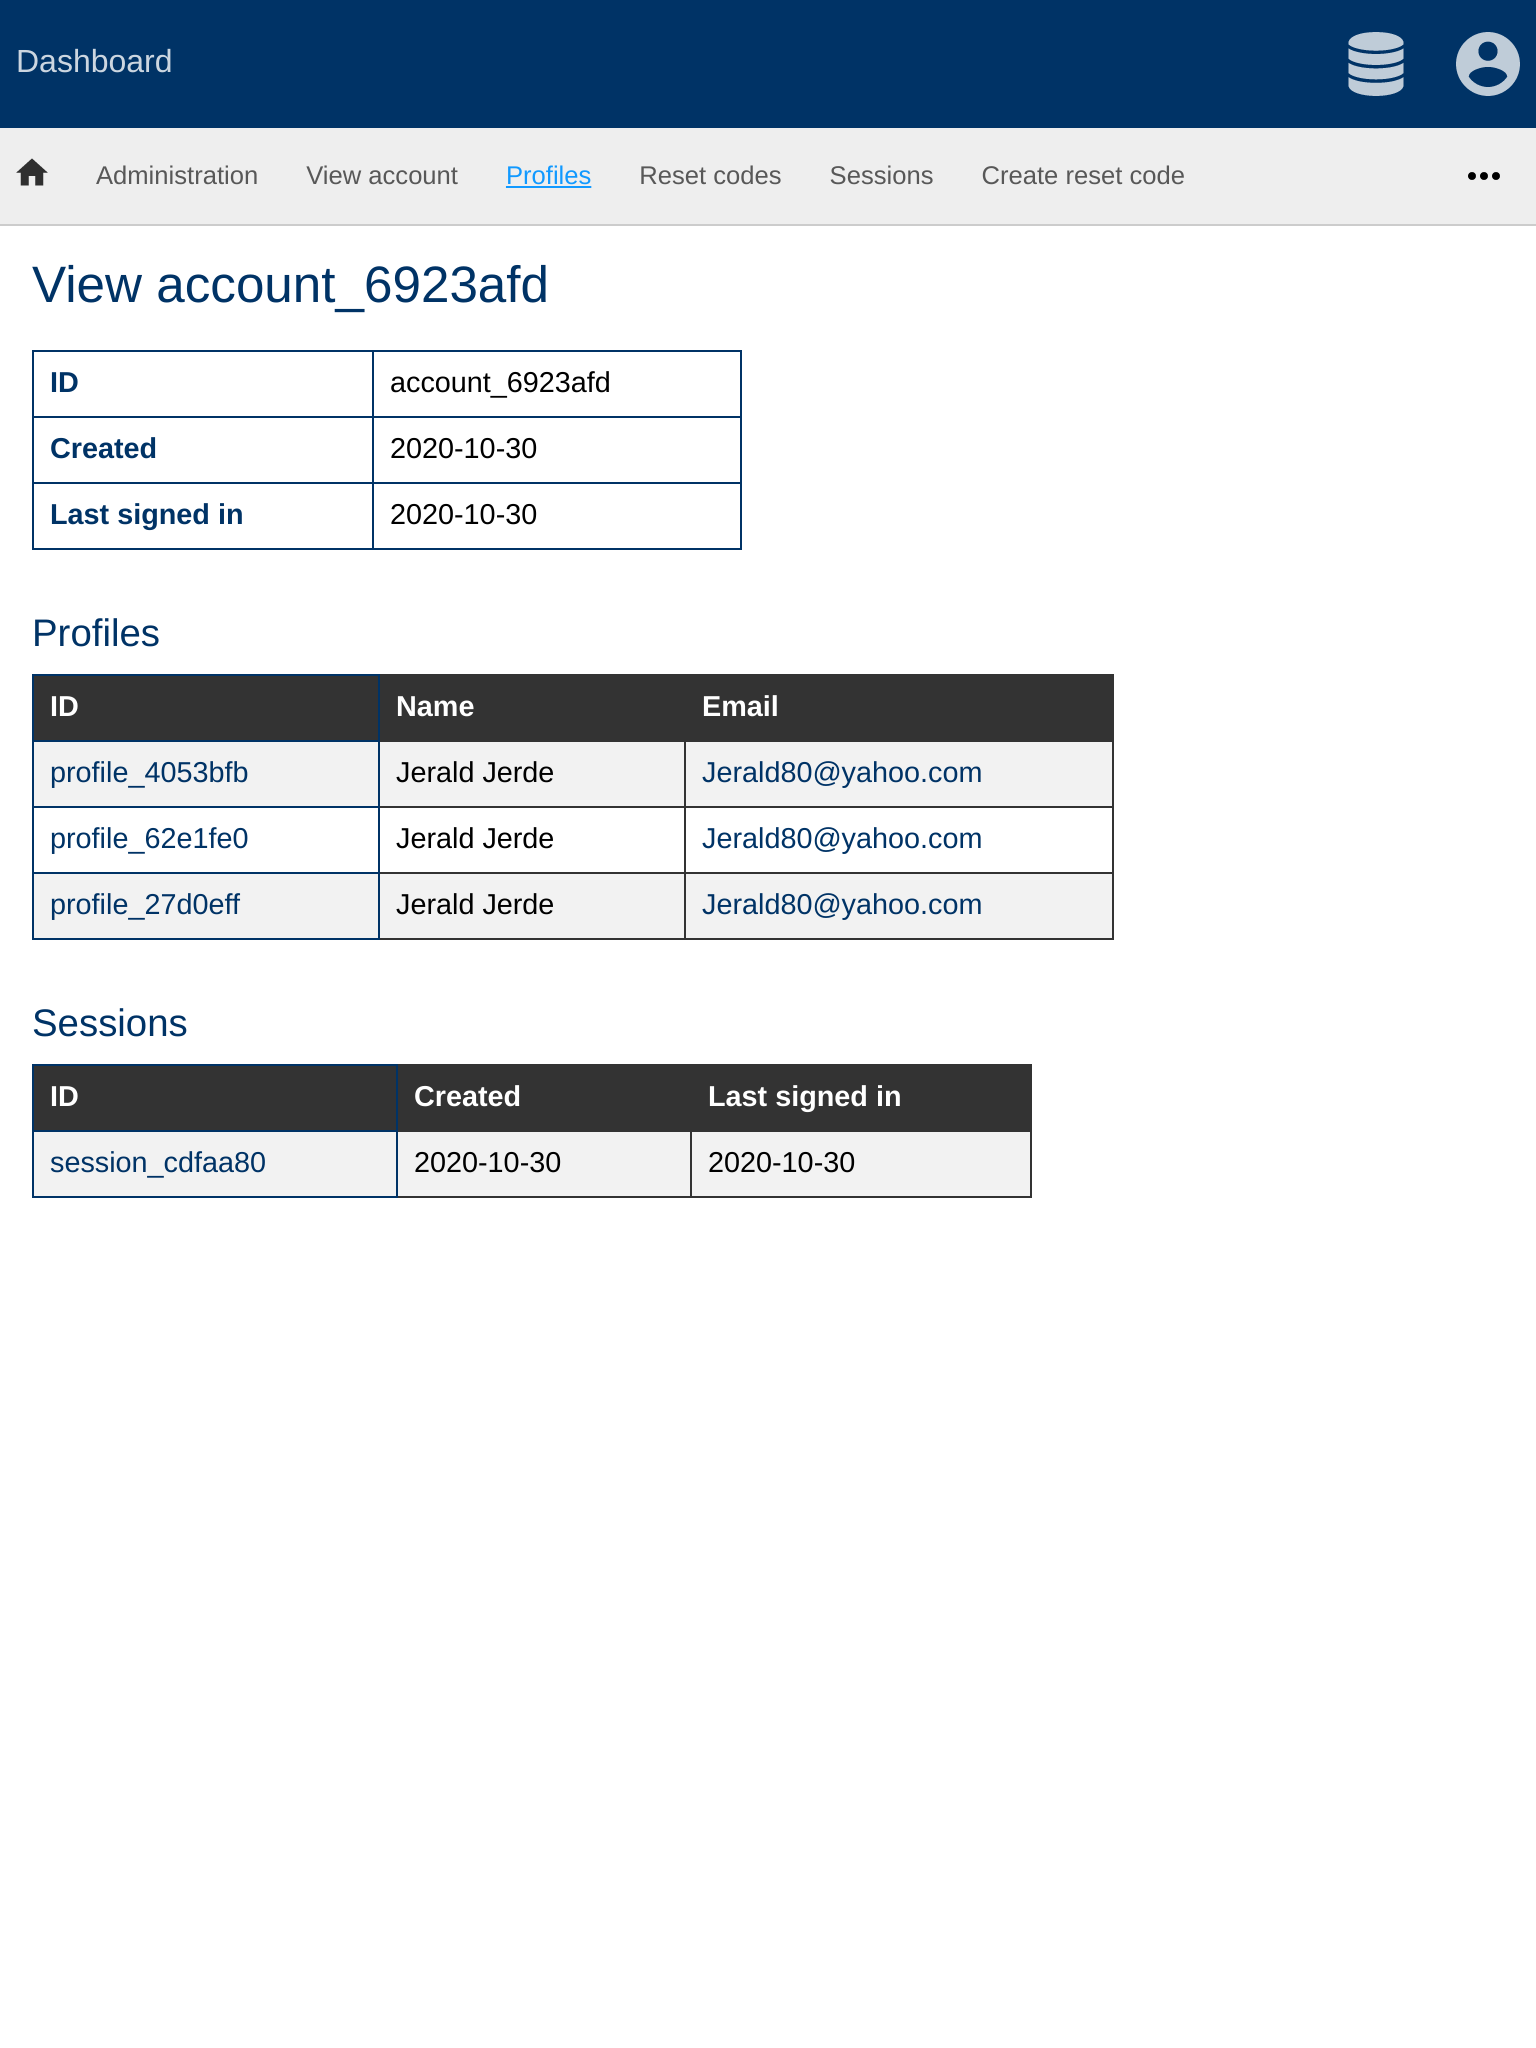 Dashboard
Administration View account Profiles Reset codes Sessions Create reset code
View account_6923afd
ID account_6923afd
Created 2020-10-30
Last signed in 2020-10-30
Profiles
ID Name Email
profile_4053bfb Jerald Jerde Jerald80@yahoo.com
profile_62e1fe0 Jerald Jerde Jerald80@yahoo.com
profile_27d0eff Jerald Jerde Jerald80@yahoo.com
Sessions
ID Created Last signed in
session_cdfaa80 2020-10-30 2020-10-30